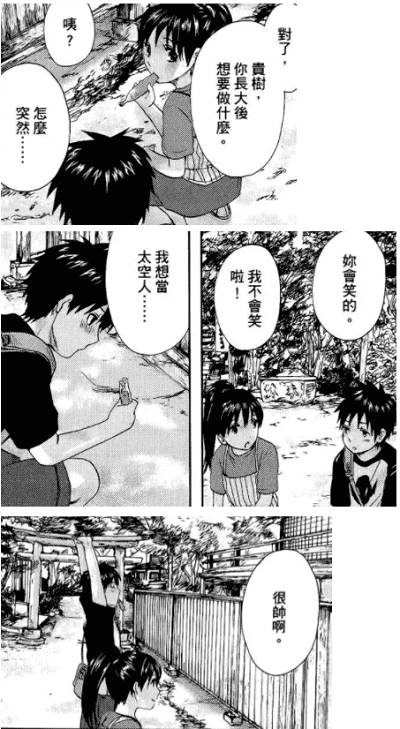 對了，
貴樹，
你長大後
想要做什麼。
咦？
怎麼
突然……
妳會笑的。
我不會笑
啦！
我想當
太空人……
很帥啊。